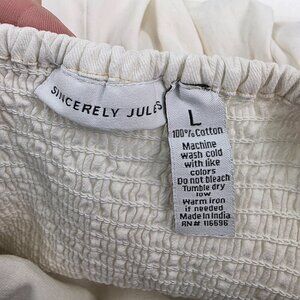 SINCERELY JULES
L
100% Cotton
Machine
wash cold
with like
colors
Do not bleach
Tumble dry
low
Warm iron
if needed
Made In India
RN# 116696